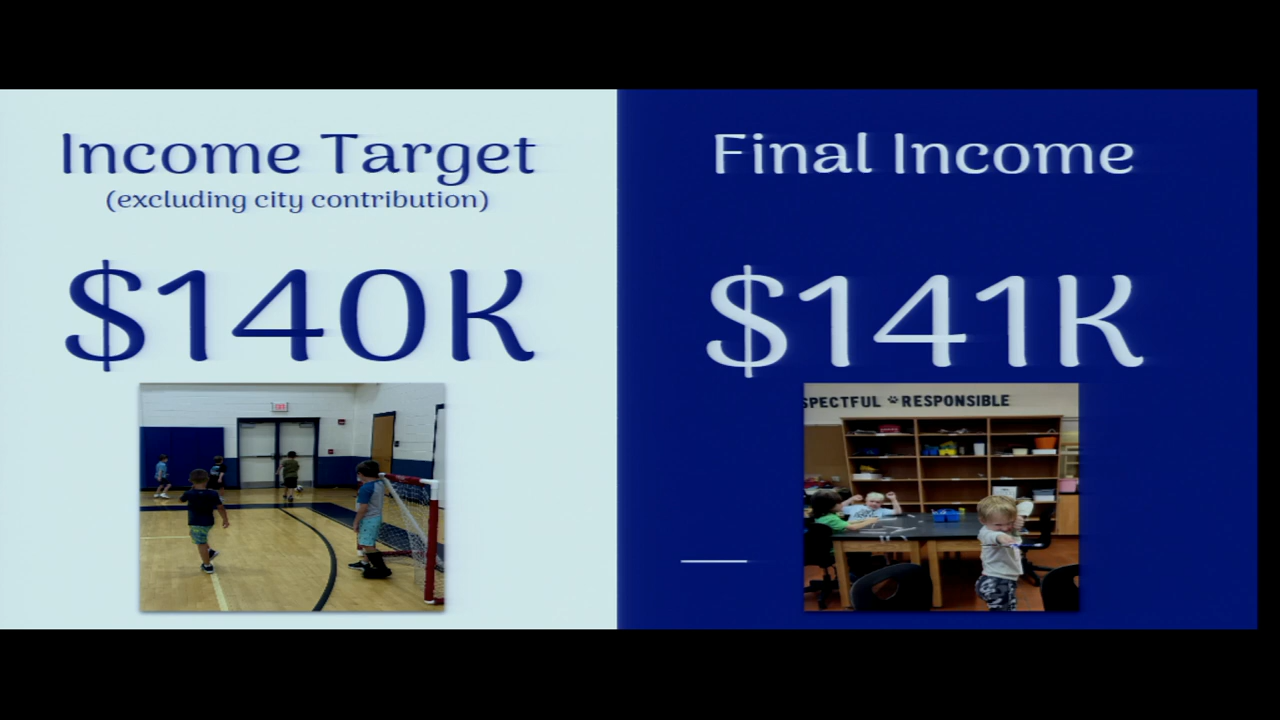 Income Target
(excluding city contribution)
$140K
Final Income
$141K
SPECTFUL RESPONSIBLE